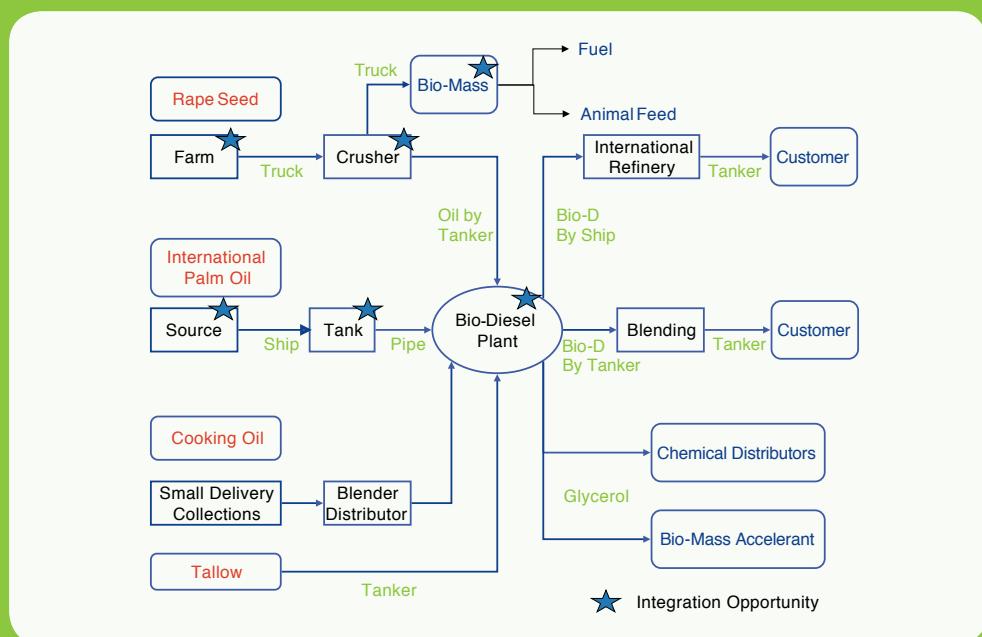 Fuel
Truck
Bio-Mass
Rape Seed
Animal Feed
Farm
Truck
Crusher
International
Refinery
Tanker
Customer
Oil by
Tanker
Bio-D
By Ship
International
Palm Oil
Source
Ship
Tank
Pipe
Bio-Diesel
Plant
Bio-D
By Tanker
Blending
Tanker
Customer
Cooking Oil
Chemical Distributors
Small Delivery
Collections
Blender
Distributor
Glycerol
Bio-Mass Accelerant
Tallow
Tanker
Integration Opportunity